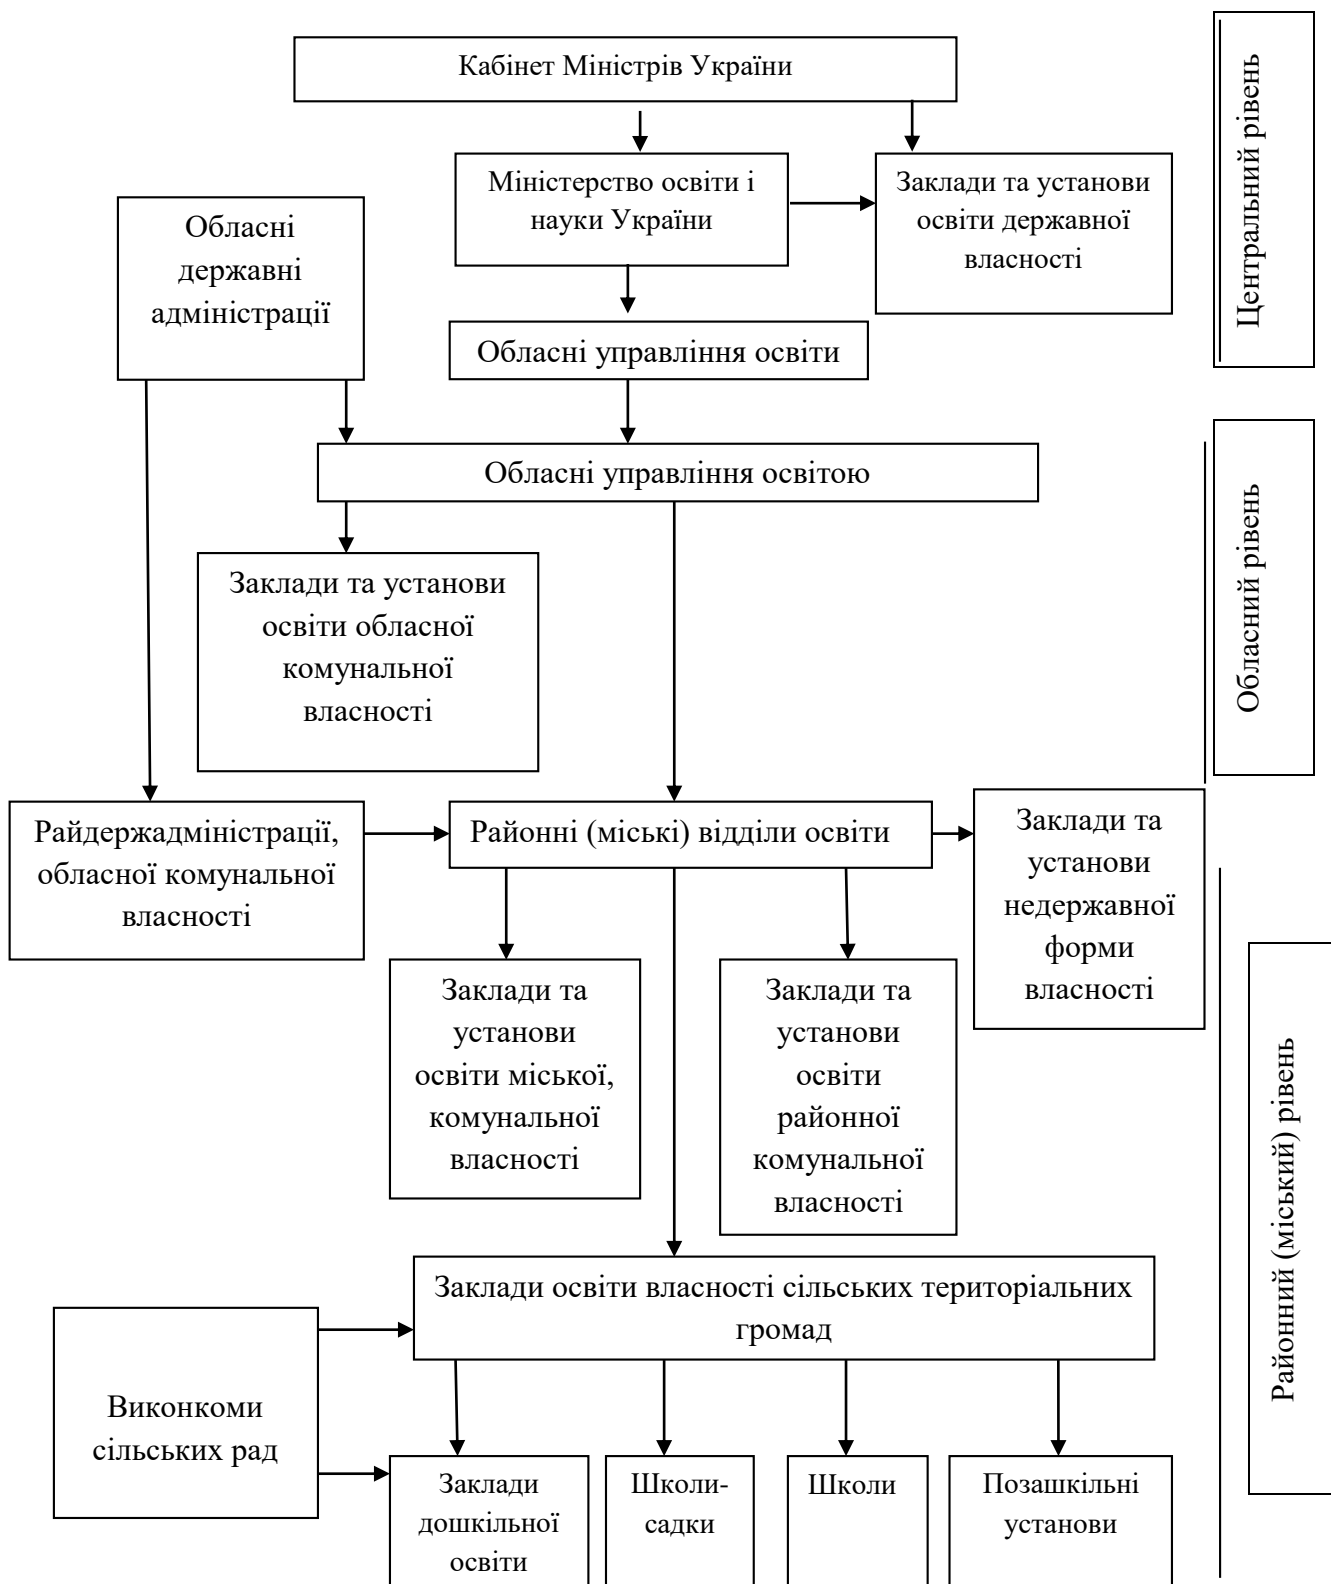 Кабінет Міністрів України
Центральний рівень
Міністерство освіти і
науки України
Заклади та установи
освіти державної
власності
Обласні
державні
адміністрації
Обласні управління освіти
Обласний рівень
Обласні управління освітою
Заклади та установи
освіти обласної
комунальної
власності
Райдержадміністрації,
обласної комунальної
власності
Районні (міські) відділи освіти
Заклади та
установи
недержавної
форми
власності
Районний (міський) рівень
Заклади та
установи
освіти міської,
комунальної
власності
Заклади та
установи
освіти
районної
комунальної
власності
Заклади освіти власності сільських територіальних
громад
Виконкоми
сільських рад
Заклади
дошкільної
освіти
Школи-
садки
Школи
Позашкільні
установи